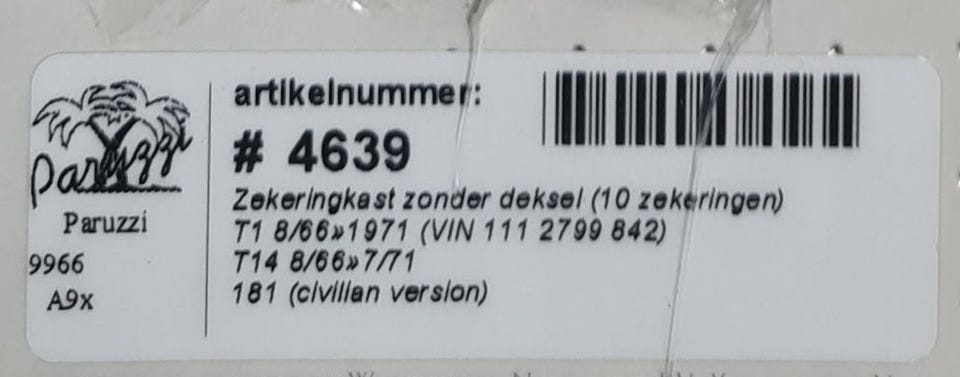 Paruzzi
Paruzzi
9966
A9x
artikelnummer:
# 4639
Zekeringkast zonder deksel (10 zekeringen)
T1 8/66»1971 (VIN 111 2799 842)
T14 8/66»7/71
181 (civilian version)